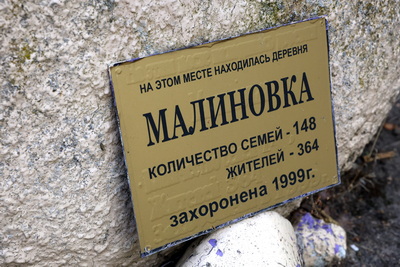 НА ЭТОМ МЕСТЕ НАХОДИЛАСЬ ДЕРЕВНЯ
МАЛИНОВКА
КОЛИЧЕСТВО СЕМЕЙ - 148
ЖИТЕЛЕЙ - 364
захоронена 1999г.